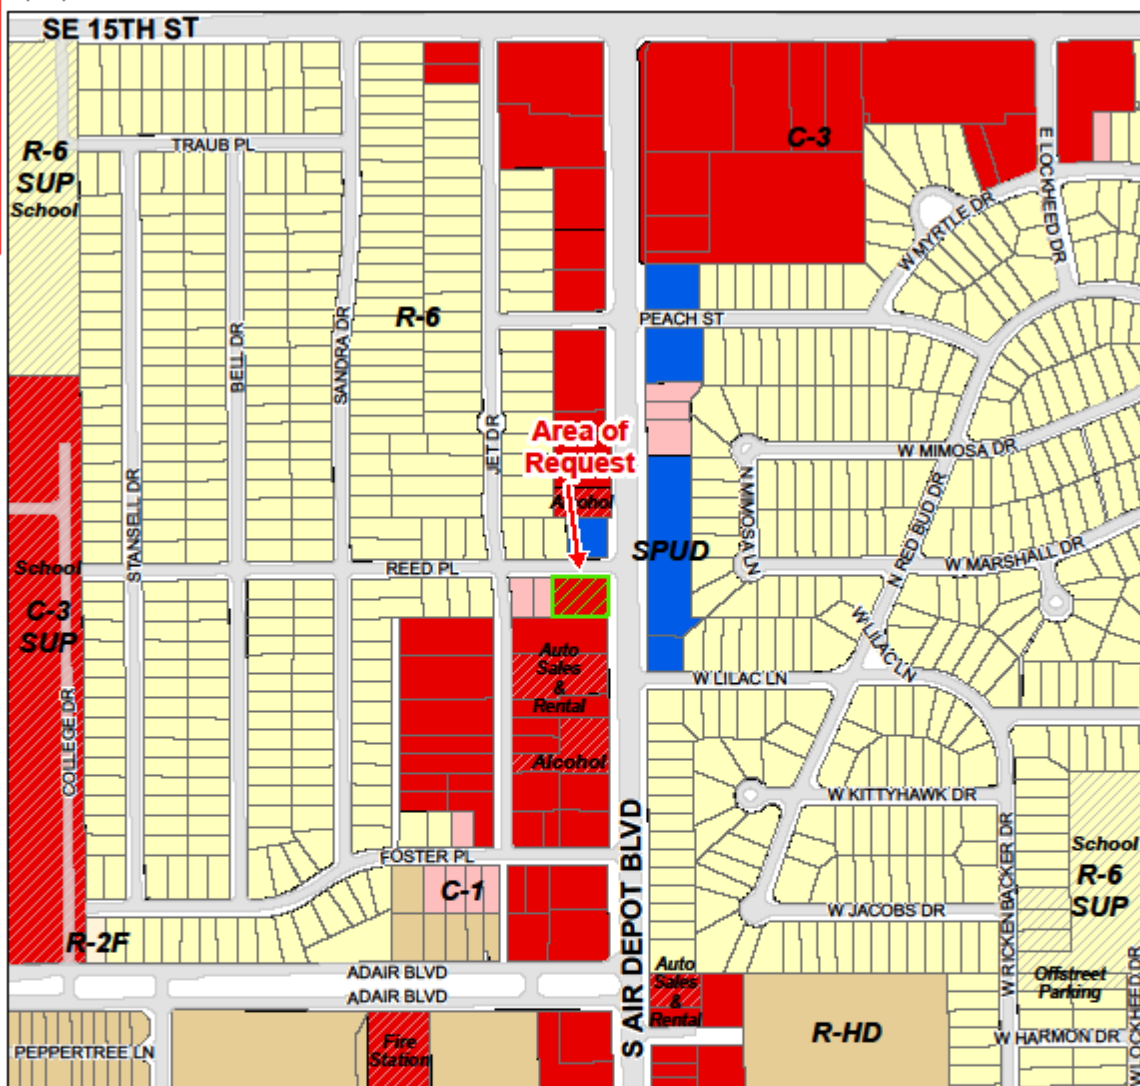 SE 15TH ST
TRAUB PL
R-6
SUP
School
C-3
E LOCKHEED DR
W MYRTLE DR
BELL DR
SANDRA DR
R-6
PEACH ST
JET DR
Area of
Request
Alcohol
W MIMOSA DR
N MIMOSA LN
N RED BUD DR
STANSELL DR
SPUD
W MARSHALL DR
School
REED PL
C-3
SUP
W LILAC LN
Auto
Sales
&
Rental
W LILAC LN
COLLEGE DR
Alcohol
W KITTYHAWK DR
S AIR DEPOT BLVD
FOSTER PL
School
R-6
SUP
C-1
W RICKENBACKER DR
W JACOBS DR
R-2F
ADAIR BLVD
ADAIR BLVD
Auto
Sales
&
Rental
Offstreet
Parking
W LOCKHEED DR
R-HD
Fire
Station
W HARMON DR
PEPPERTREE LN